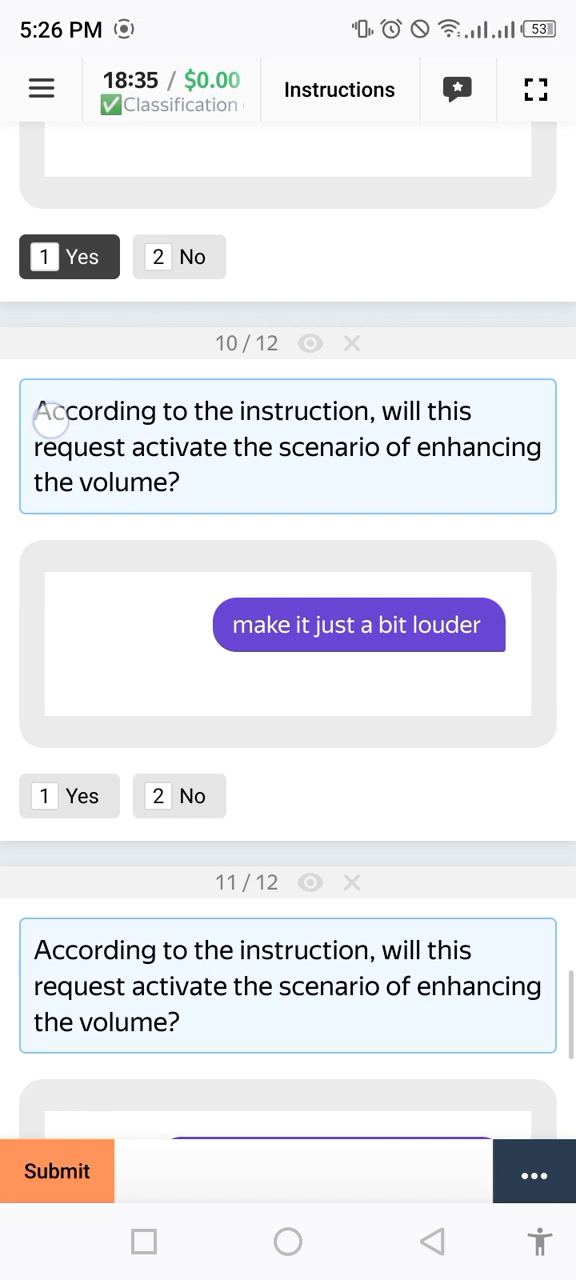 5:26 PM
53
18:35 / $0.00
Classification
Instructions
1 Yes
2 No
10 / 12
According to the instruction, will this
request activate the scenario of enhancing
the volume?
make it just a bit louder
1 Yes
2 No
11 / 12
According to the instruction, will this
request activate the scenario of enhancing
the volume?
Submit